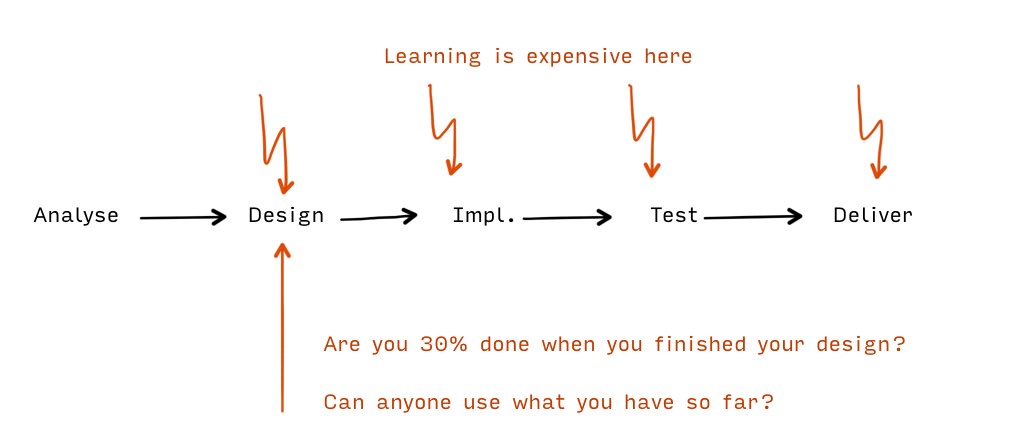 Learning is expensive here
Analyse Design Impl. Test Deliver
Are you 30% done when you finished your design?
Can anyone use what you have so far?